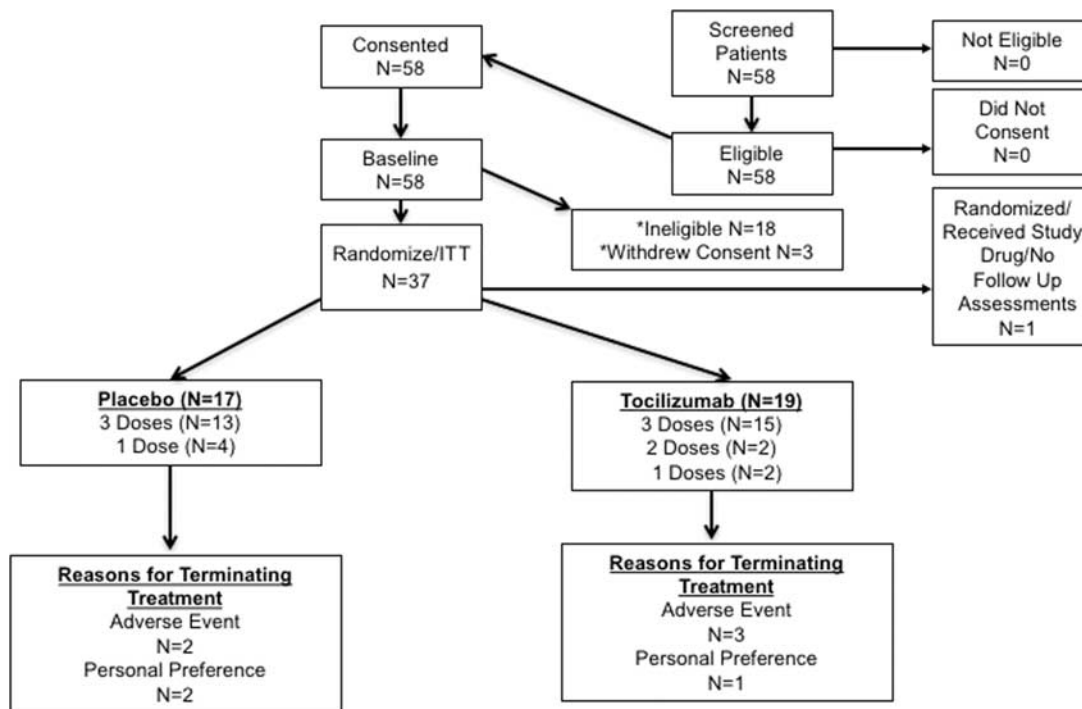 Screened
Patients
N=58
Not Eligible
N=0
Eligible
N=58
Did Not
Consent
N=0
Consented
N=58
Baseline
N=58
*Ineligible N=18
*Withdrew Consent N=3
Randomize/ITT
N=37
Randomized/
Received Study
Drug/No
Follow Up
Assessments
N=1
Placebo (N=17)
3 Doses (N=13)
1 Dose (N=4)
Tocilizumab (N=19)
3 Doses (N=15)
2 Doses (N=2)
1 Doses (N=2)
Reasons for Terminating
Treatment
Adverse Event
N=2
Personal Preference
N=2
Reasons for Terminating
Treatment
Adverse Event
N=3
Personal Preference
N=1